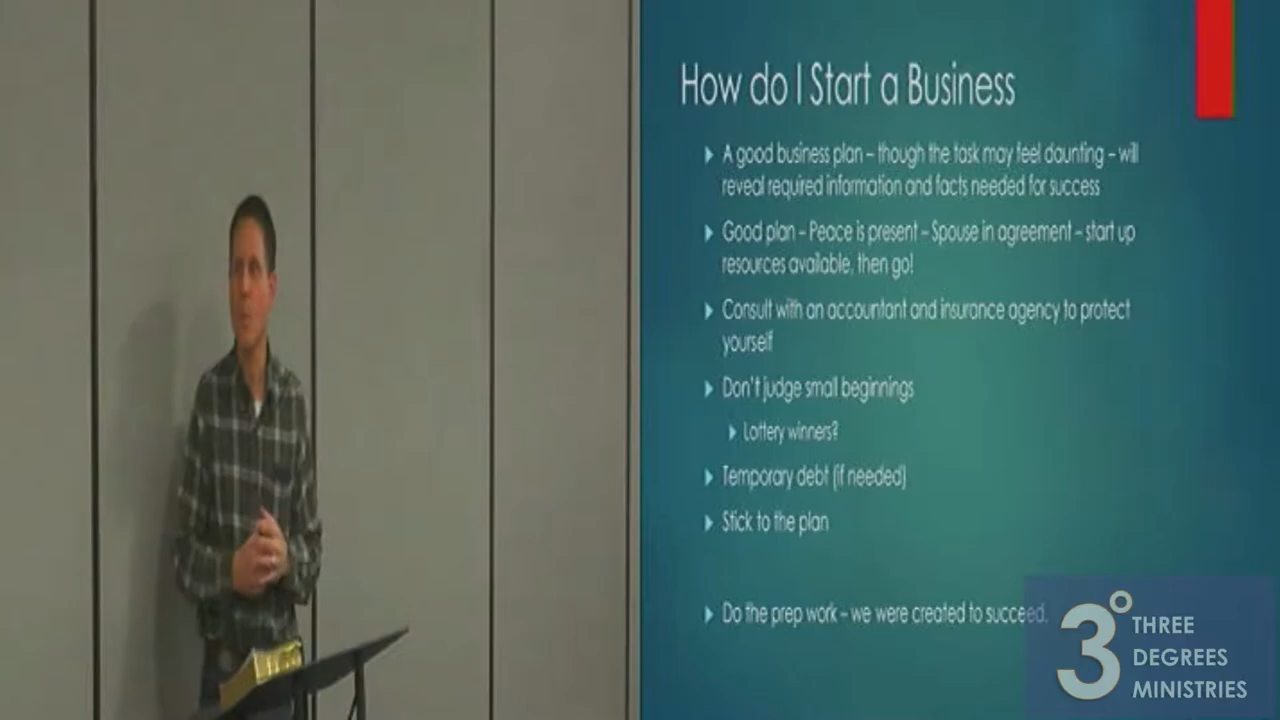 How do I Start a Business
A good business plan – though the task may feel daunting – will
reveal required information and facts needed for success
Good plan – Peace is present – Spouse in agreement – start up
resources available, then go!
Consult with an accountant and insurance agency to protect
yourself
Don't judge small beginnings
Lottery winners?
Temporary debt (if needed)
Stick to the plan
Do the prep work – we were created to succeed.
3° THREE
DEGREES
MINISTRIES